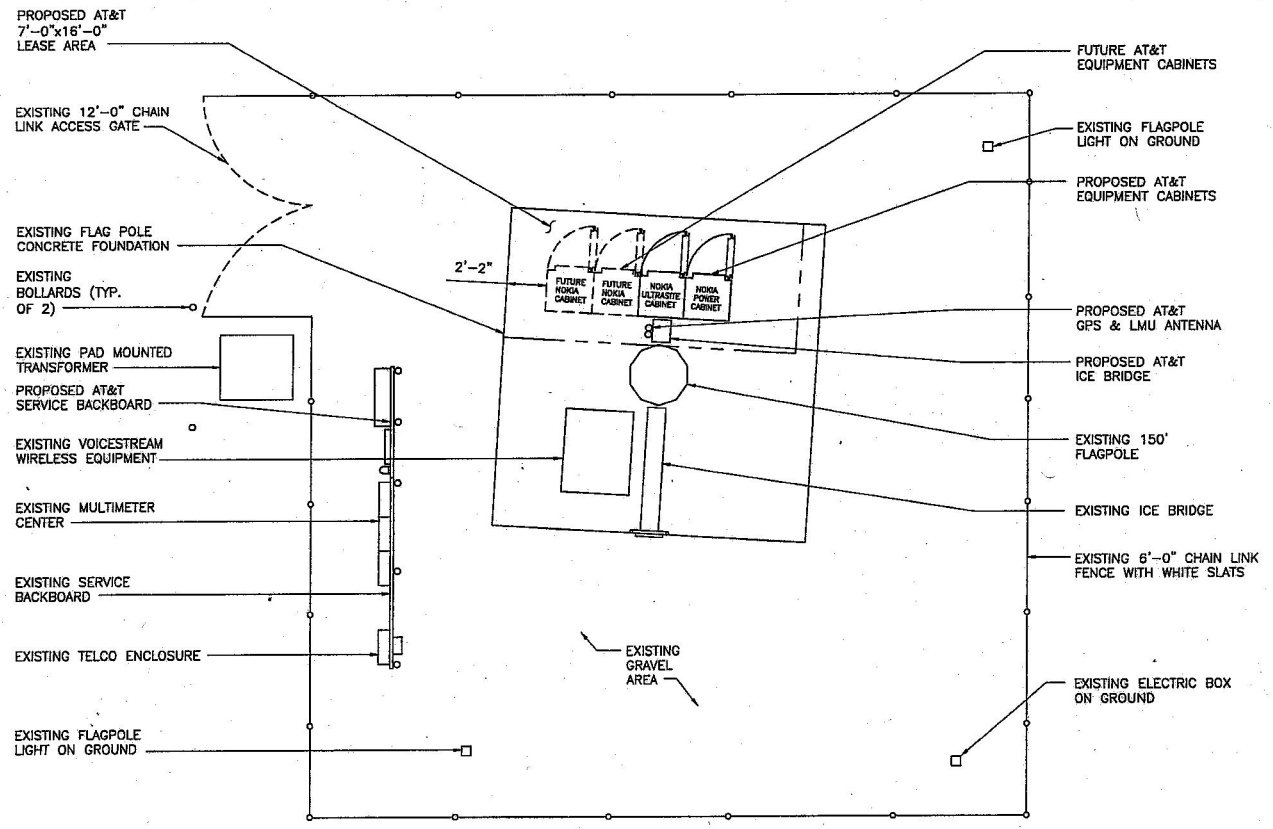 PROPOSED AT&T
7'-0"x16'-0"
LEASE AREA
EXISTING 12'-0" CHAIN
LINK ACCESS GATE
EXISTING FLAG POLE
CONCRETE FOUNDATION
EXISTING
BOLLARDS (TYP.
OF 2)
EXISTING PAD MOUNTED
TRANSFORMER
PROPOSED AT&T
SERVICE BACKBOARD
EXISTING VOICESTREAM
WIRELESS EQUIPMENT
EXISTING MULTIMETER
CENTER
EXISTING SERVICE
BACKBOARD
EXISTING TELCO ENCLOSURE
EXISTING FLAGPOLE
LIGHT ON GROUND
2'-2"
FUTURE
NOKIA
CABINET
FUTURE
NOKIA
CABINET
NOKIA
ULTRASITE
CABINET
NOKIA
POWER
CABINET
EXISTING
GRAVEL
AREA
FUTURE AT&T
EQUIPMENT CABINETS
EXISTING FLAGPOLE
LIGHT ON GROUND
PROPOSED AT&T
EQUIPMENT CABINETS
PROPOSED AT&T
GPS & LMU ANTENNA
PROPOSED AT&T
ICE BRIDGE
EXISTING 150'
FLAGPOLE
EXISTING ICE BRIDGE
EXISTING 6'-0" CHAIN LINK
FENCE WITH WHITE SLATS
EXISTING ELECTRIC BOX
ON GROUND